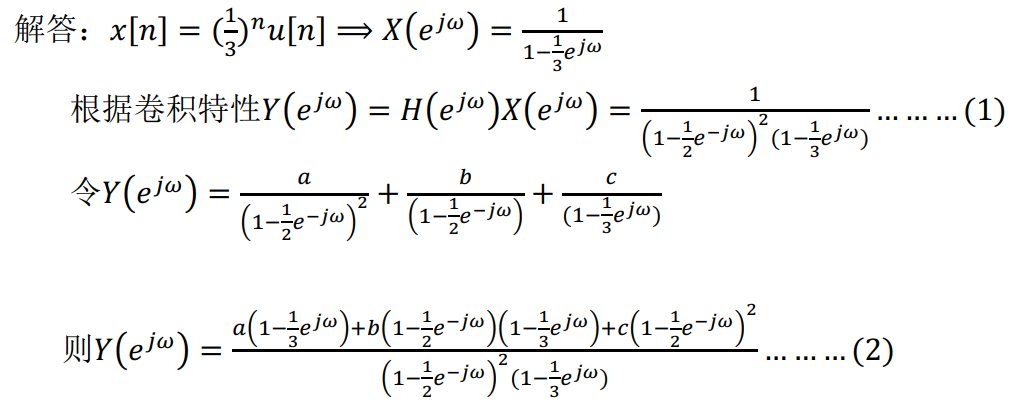 解答：x[n] = (1/3)^n u[n] ⟹ X(e^{jω}) = 1/(1−(1/3)e^{jω})
根据卷积特性Y(e^{jω}) = H(e^{jω})X(e^{jω}) = 1/((1−(1/2)e^{−jω})^2 (1−(1/3)e^{jω})) … … … (1)
令Y(e^{jω}) = a/(1−(1/2)e^{−jω})^2 + b/(1−(1/2)e^{−jω}) + c/(1−(1/3)e^{jω})
则Y(e^{jω}) = (a(1−(1/3)e^{jω})+b(1−(1/2)e^{−jω})(1−(1/3)e^{jω})+c(1−(1/2)e^{−jω})^2)/((1−(1/2)e^{−jω})^2 (1−(1/3)e^{jω})) … … … (2)